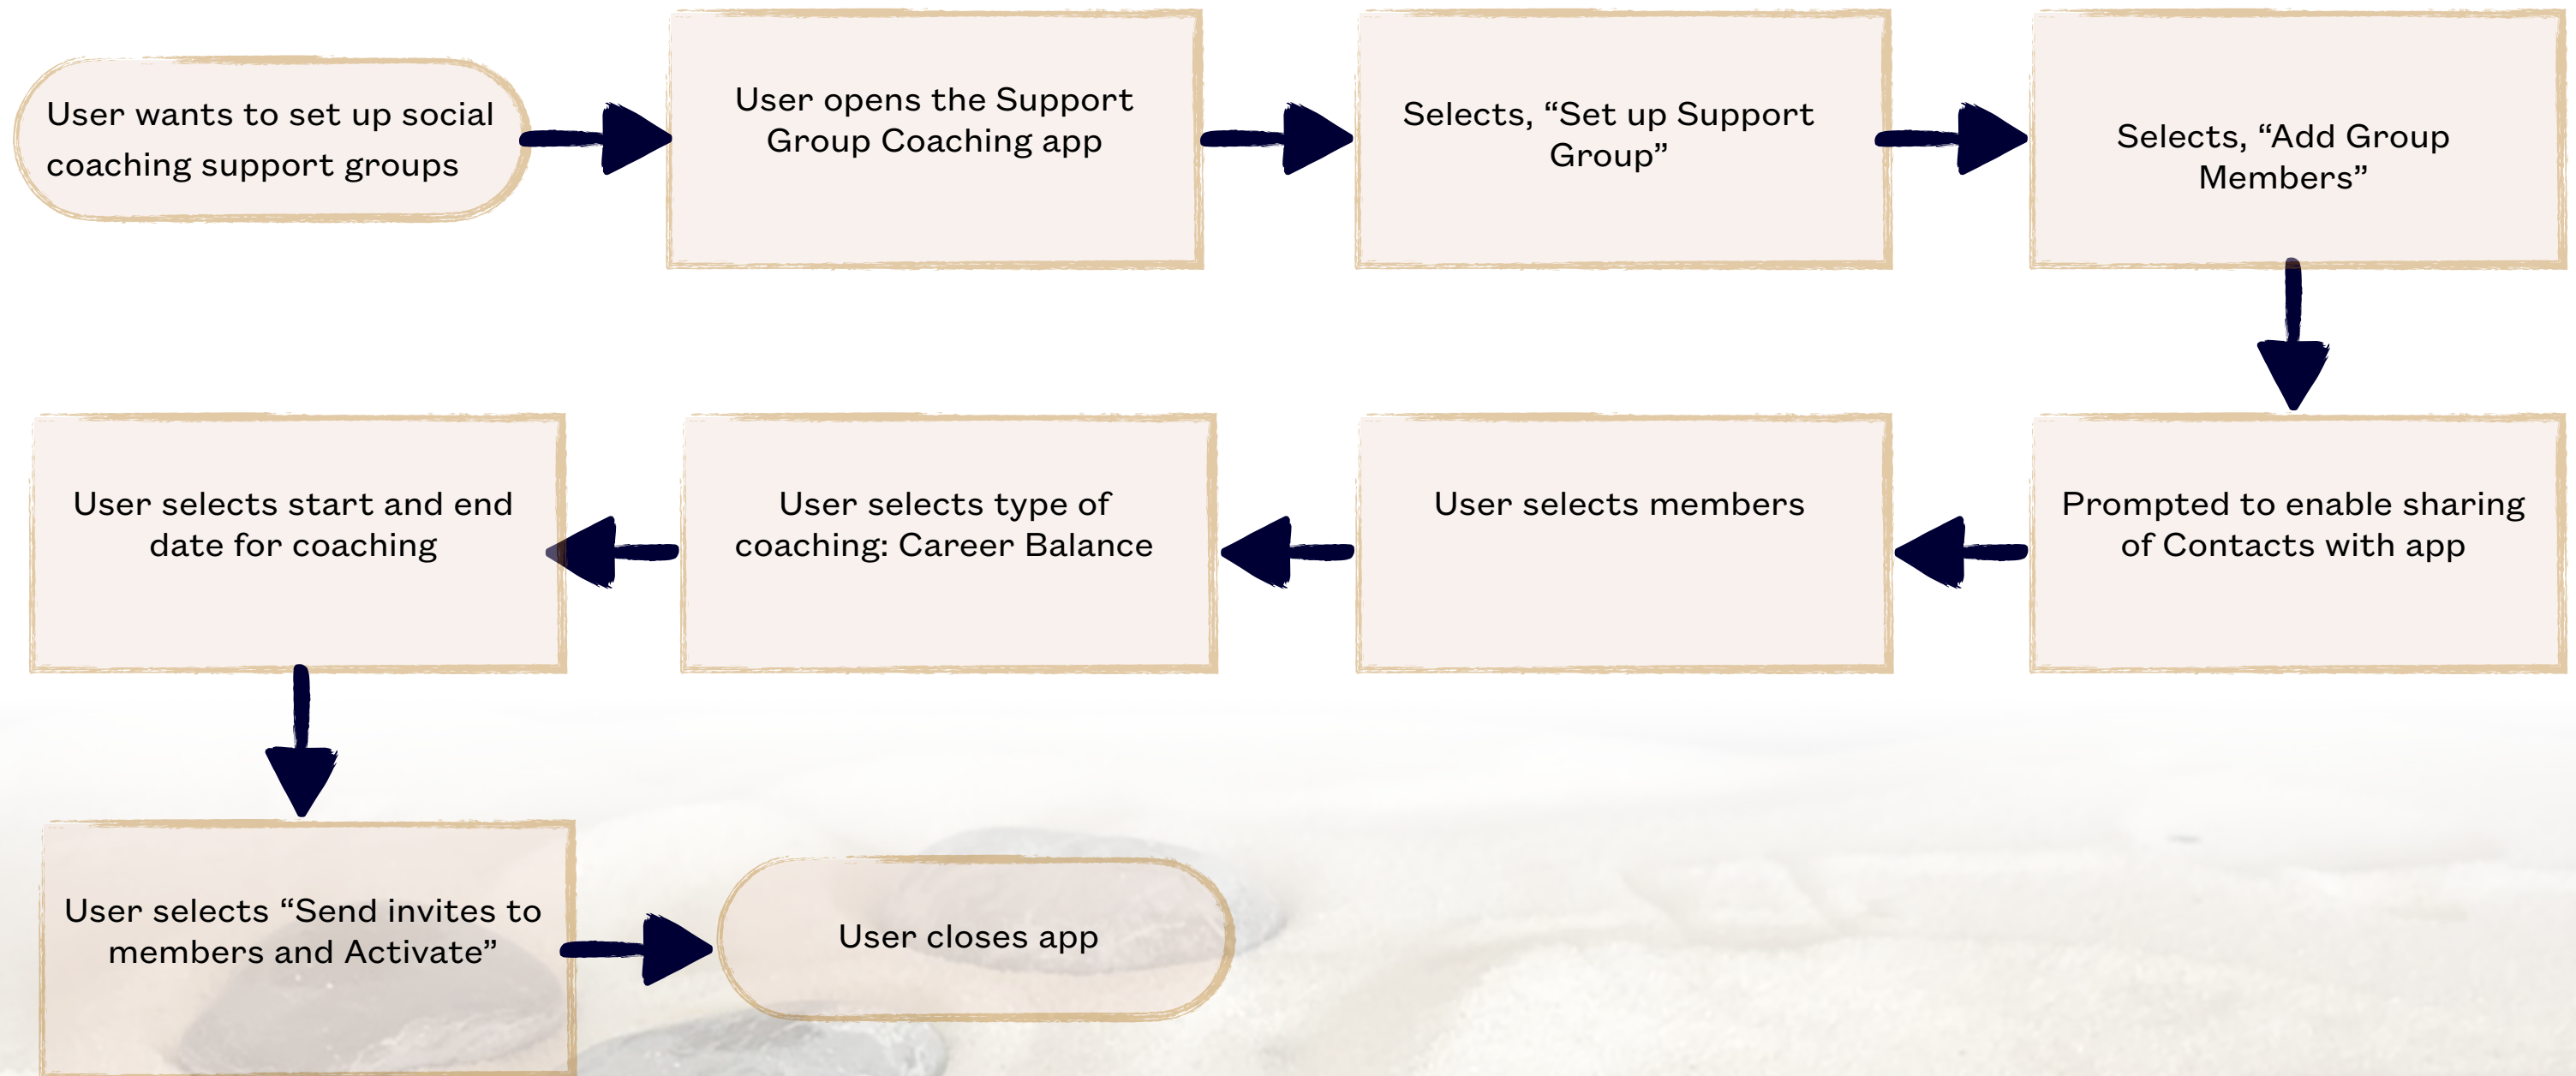 User wants to set up social
coaching support groups
User opens the Support
Group Coaching app
Selects, “Set up Support
Group”
Selects, “Add Group
Members”
Prompted to enable sharing
of Contacts with app
User selects members
User selects type of
coaching: Career Balance
User selects start and end
date for coaching
User selects “Send invites to
members and Activate”
User closes app